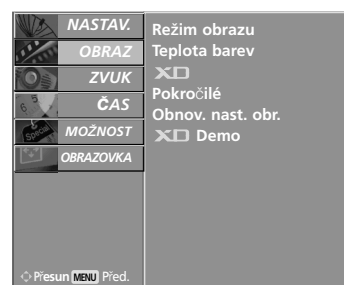 NASTAV.
OBRAZ
ZVUK
ČAS
Special
MOŽNOST
OBRAZOVKA
Režim obrazu
Teplota barev
XD
Pokročilé
Obnov. nast. obr.
XD Demo
Přesun MENU Před.